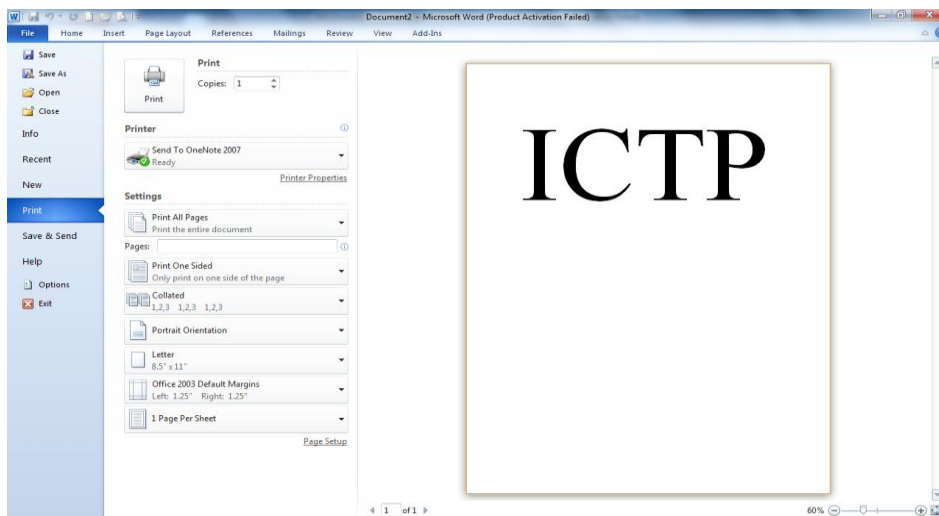 Document2 - Microsoft Word (Product Activation Failed)
File Home Insert Page Layout References Mailings Review View Add-Ins
Save
Save As
Open
Close
Info
Recent
New
Print
Save & Send
Help
Options
Exit
Print
Copies: 1
Print
Printer
Send To OneNote 2007
Ready
Printer Properties
Settings
Print All Pages
Print the entire document
Pages:
Print One Sided
Only print on one side of the page
Collated
1,2,3 1,2,3 1,2,3
Portrait Orientation
Letter
8.5" x 11"
Office 2003 Default Margins
Left: 1.25" Right: 1.25"
1 Page Per Sheet
Page Setup
ICTP
1 of 1
60%